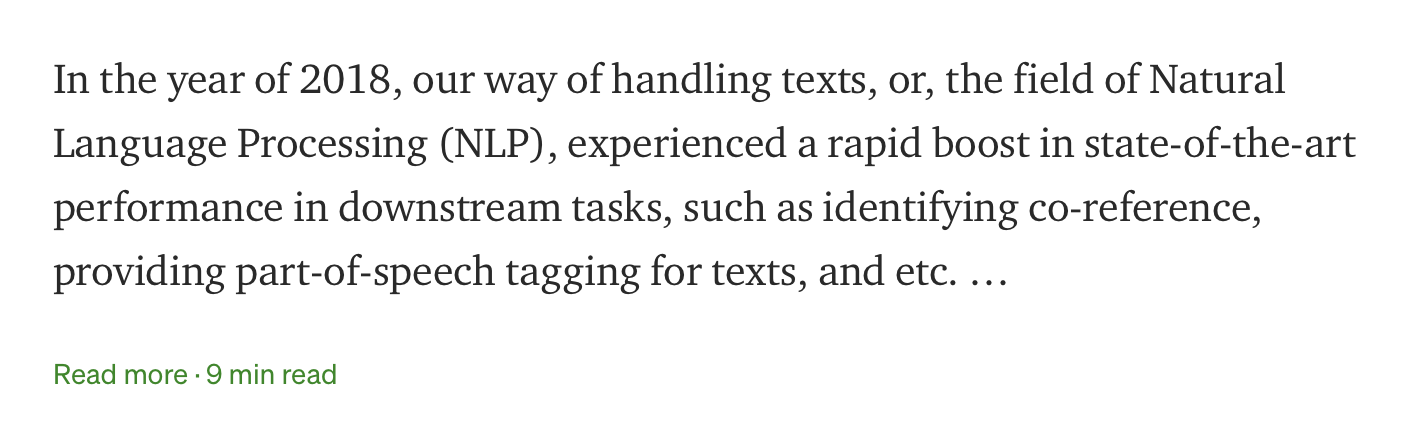 In the year of 2018, our way of handling texts, or, the field of Natural
Language Processing (NLP), experienced a rapid boost in state-of-the-art
performance in downstream tasks, such as identifying co-reference,
providing part-of-speech tagging for texts, and etc. …
Read more · 9 min read